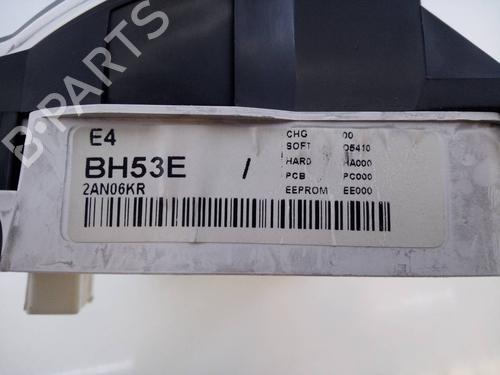 E4
BH53E /
2AN06KR
CHG 00
SOFT 05410
HARD HA000
PCB PC000
EEPROM EE000
B-PARTS